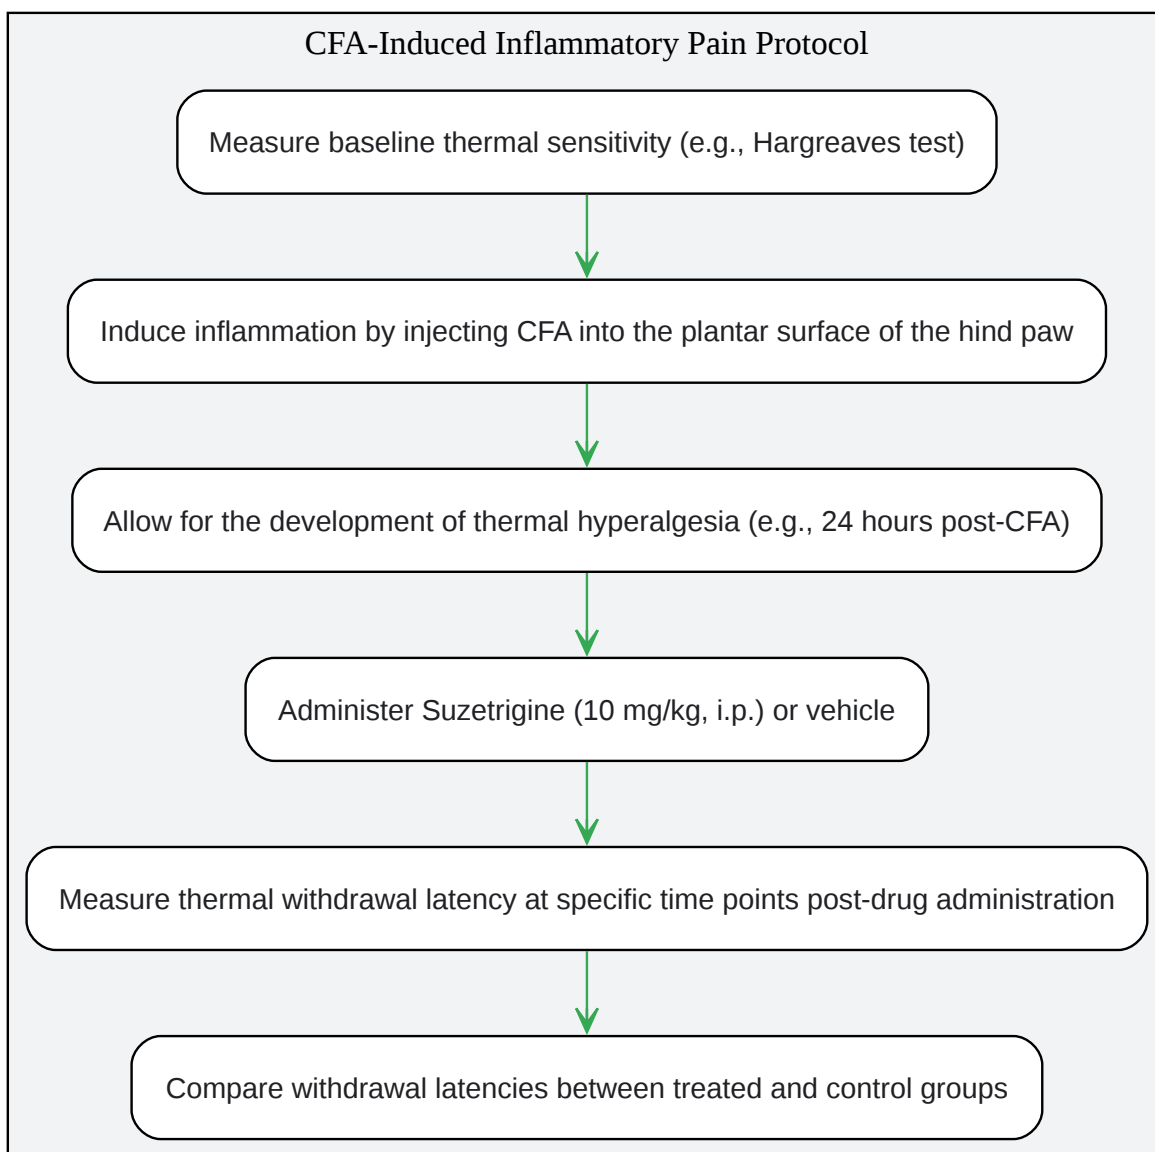 CFA-Induced Inflammatory Pain Protocol
Measure baseline thermal sensitivity (e.g., Hargreaves test)
Induce inflammation by injecting CFA into the plantar surface of the hind paw
Allow for the development of thermal hyperalgesia (e.g., 24 hours post-CFA)
Administer Suzetrigine (10 mg/kg, i.p.) or vehicle
Measure thermal withdrawal latency at specific time points post-drug administration
Compare withdrawal latencies between treated and control groups